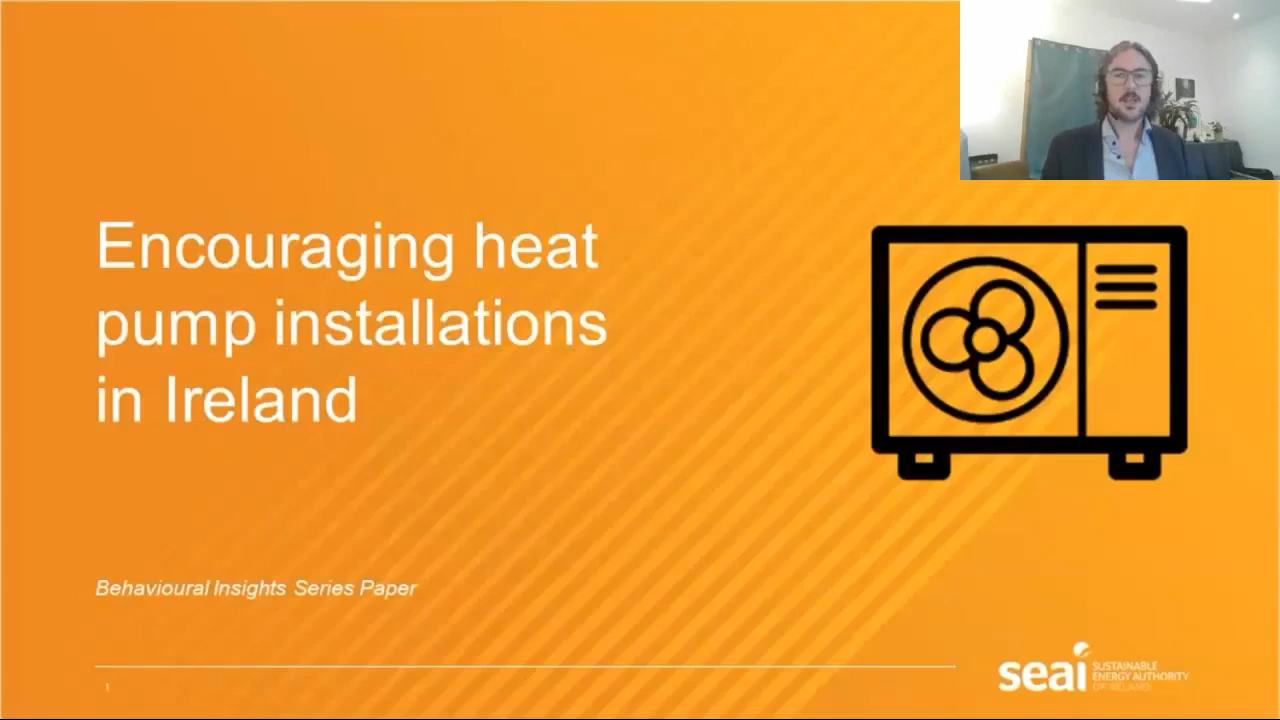 Encouraging heat
pump installations
in Ireland
Behavioural Insights Series Paper
1
seai
SUSTAINABLE
ENERGY AUTHORITY
OF IRELAND